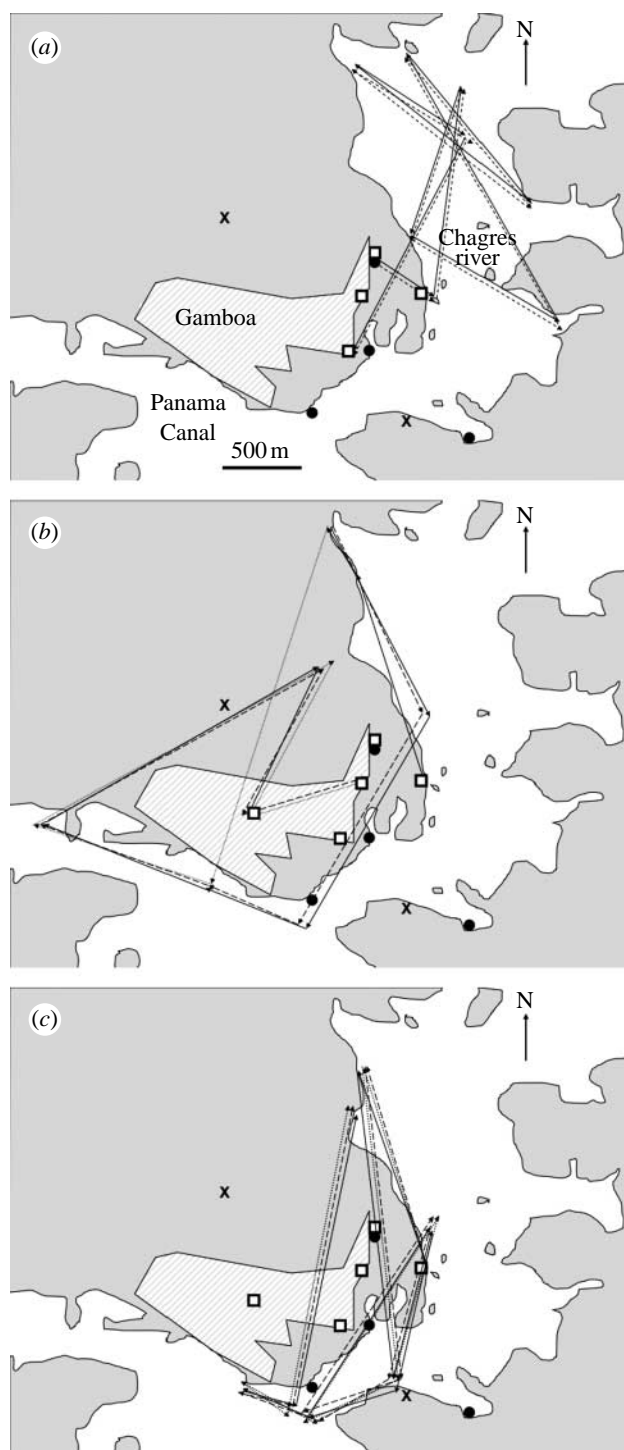 (a)
N
x
Chagres
river
Gamboa
Panama
Canal
x
500 m
(b)
N
x
x
(c)
N
x
x